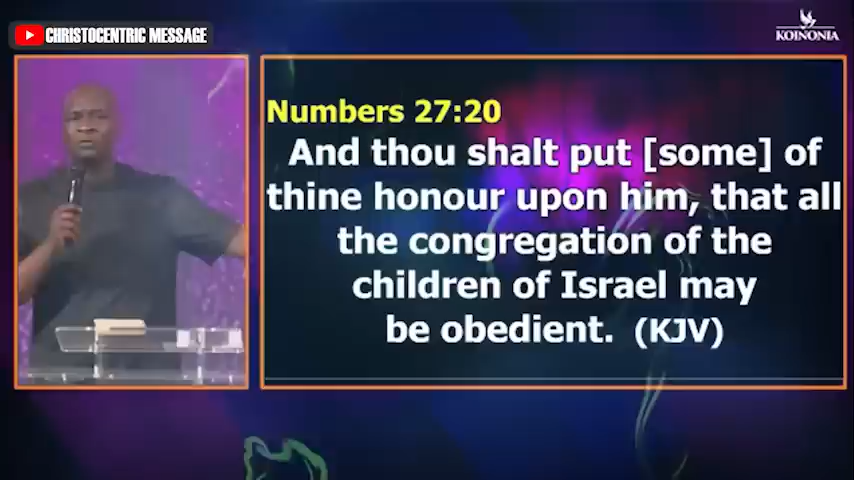 CHRISTOCENTRIC MESSAGE
KOINONIA
Numbers 27:20
And thou shalt put [some] of
thine honour upon him, that all
the congregation of the
children of Israel may
be obedient. (KJV)